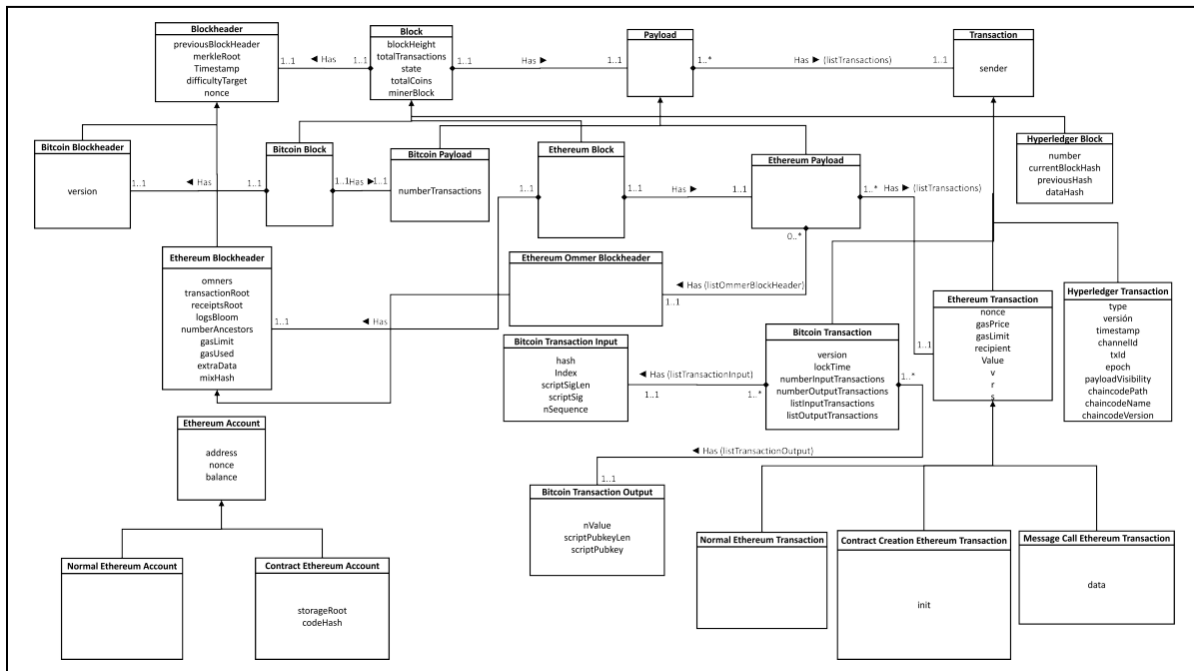 Blockheader
previousBlockHeader
merkleRoot
Timestamp
difficultyTarget
nonce
1..1
◄ Has
1..1
Block
blockHeight
totalTransactions
state
totalCoins
minerBlock
1..1
Has ►
1..1
Payload
1..*
Has ► (listTransactions)
1..1
Transaction
sender
Bitcoin Blockheader
version
1..1
◄ Has
1..1
Bitcoin Block
1..1
Has ►
1..1
Bitcoin Payload
numberTransactions
Ethereum Block
1..1
1..1
Has ►
1..1
Ethereum Payload
1..*
Has ► (listTransactions)
0..*
Hyperledger Block
number
currentBlockHash
previousHash
dataHash
Ethereum Blockheader
omners
transactionRoot
receiptsRoot
logsBloom
numberAncestors
gasLimit
gasUsed
extraData
mixHash
1..1
◄ Has
Ethereum Ommer Blockheader
◄ Has (listOmmerBlockHeader)
1..1
Bitcoin Transaction Input
hash
Index
scriptSigLen
scriptSig
nSequence
◄ Has (listTransactionInput)
1..1
1..*
Bitcoin Transaction
version
lockTime
numberInputTransactions
numberOutputTransactions
listInputTransactions
listOutputTransactions
1..*
1..1
Ethereum Transaction
nonce
gasPrice
gasLimit
recipient
Value
v
r
s
Hyperledger Transaction
type
versión
timestamp
channelId
txId
epoch
payloadVisibility
chaincodePath
chaincodeName
chaincodeVersion
Ethereum Account
address
nonce
balance
◄ Has (listTransactionOutput)
1..1
Bitcoin Transaction Output
nValue
scriptPubkeyLen
scriptPubkey
Normal Ethereum Transaction
Contract Creation Ethereum Transaction
init
Message Call Ethereum Transaction
data
Normal Ethereum Account
Contract Ethereum Account
storageRoot
codeHash